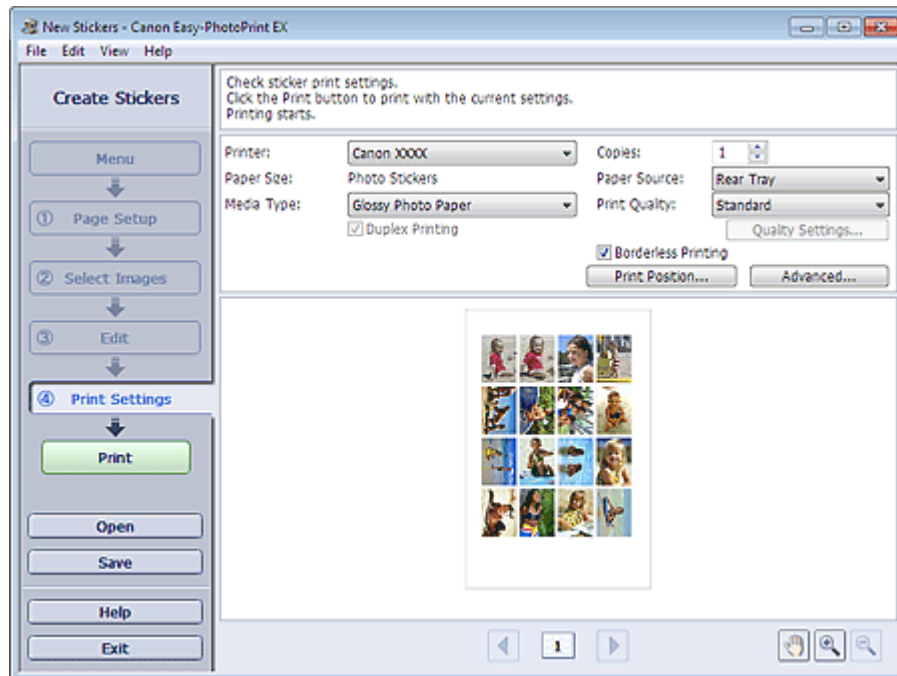 New Stickers - Canon Easy-PhotoPrint EX
File Edit View Help
Create Stickers
Menu
① Page Setup
② Select Images
③ Edit
④ Print Settings
Print
Open
Save
Help
Exit
Check sticker print settings.
Click the Print button to print with the current settings.
Printing starts.
Printer: Canon XXXX Copies: 1
Paper Size: Photo Stickers Paper Source: Rear Tray
Media Type: Glossy Photo Paper Print Quality: Standard
Duplex Printing Quality Settings...
Borderless Printing
Print Position... Advanced...
1